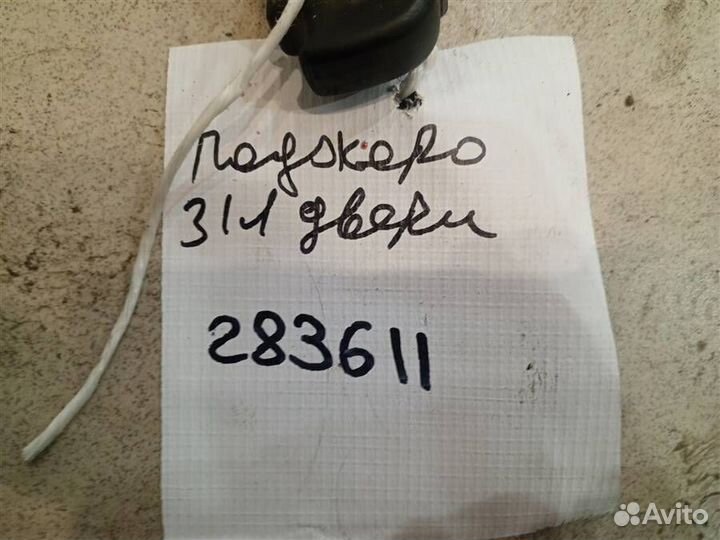 Паджеро
З/Л двери
283611
Avito